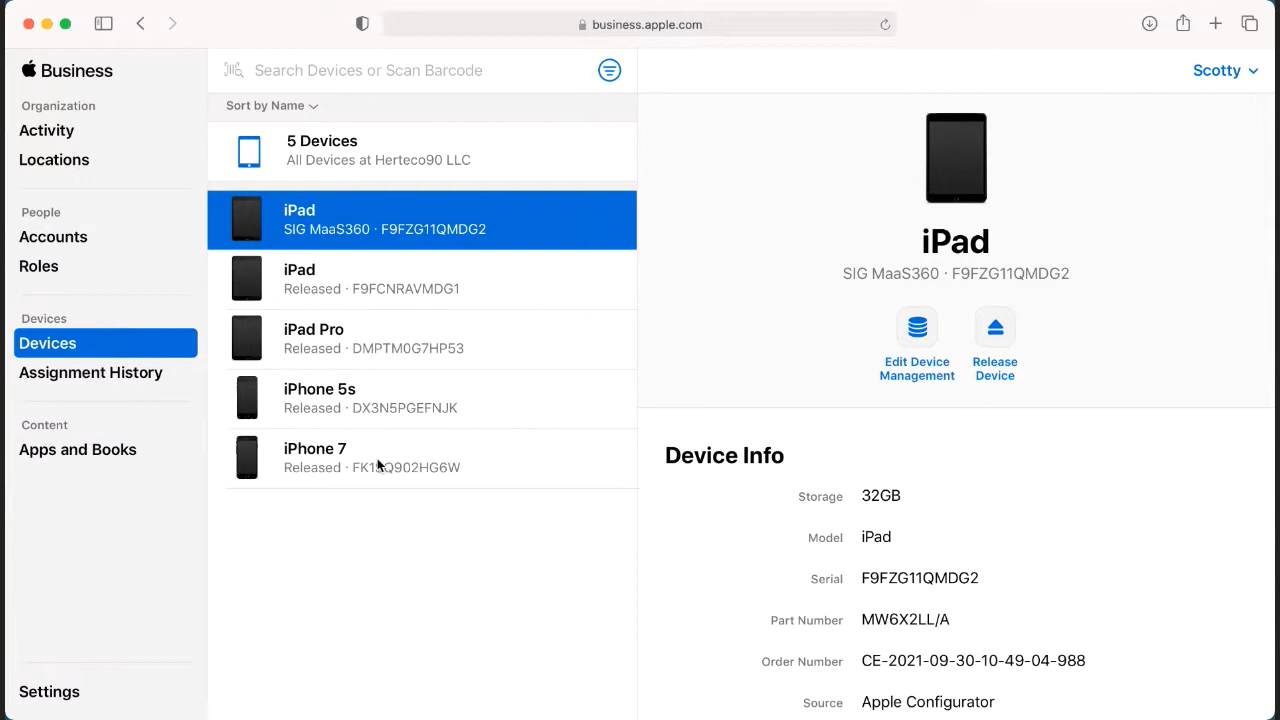 business.apple.com
Business
Organization
Activity
Locations
People
Accounts
Roles
Devices
Devices
Assignment History
Content
Apps and Books
Settings
Search Devices or Scan Barcode
Sort by Name
5 Devices
All Devices at Herteco90 LLC
iPad
SIG MaaS360 · F9FZG11QMDG2
iPad
Released · F9FCNRAVMDG1
iPad Pro
Released · DMPTM0G7HP53
iPhone 5s
Released · DX3N5PGEFNJK
iPhone 7
Released ·
Scotty
iPad
SIG MaaS360 · F9FZG11QMDG2
Edit Device
Management
Release
Device
Device Info
Storage 32GB
Model iPad
Serial F9FZG11QMDG2
Part Number MW6X2LL/A
Order Number CE-2021-09-30-10-49-04-988
Source Apple Configurator